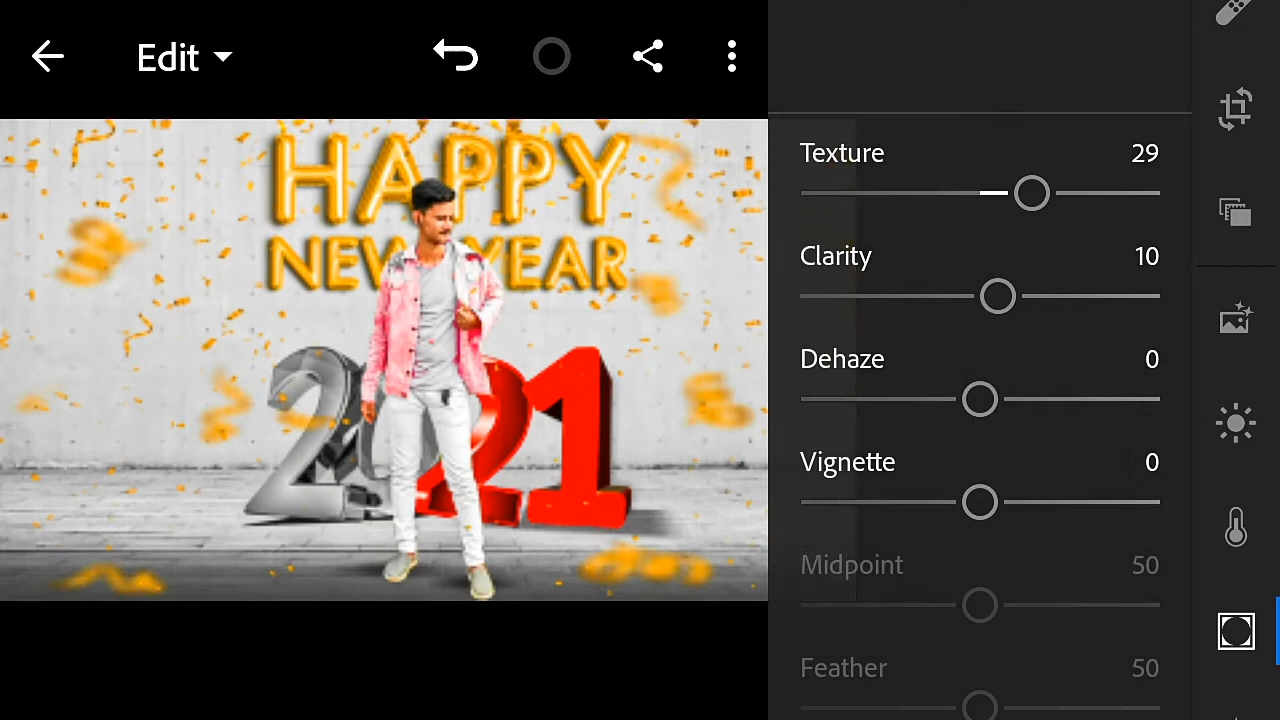 Edit
HAPPY
NEW YEAR
2021
Texture 29
Clarity 10
Dehaze 0
Vignette 0
Midpoint 50
Feather 50